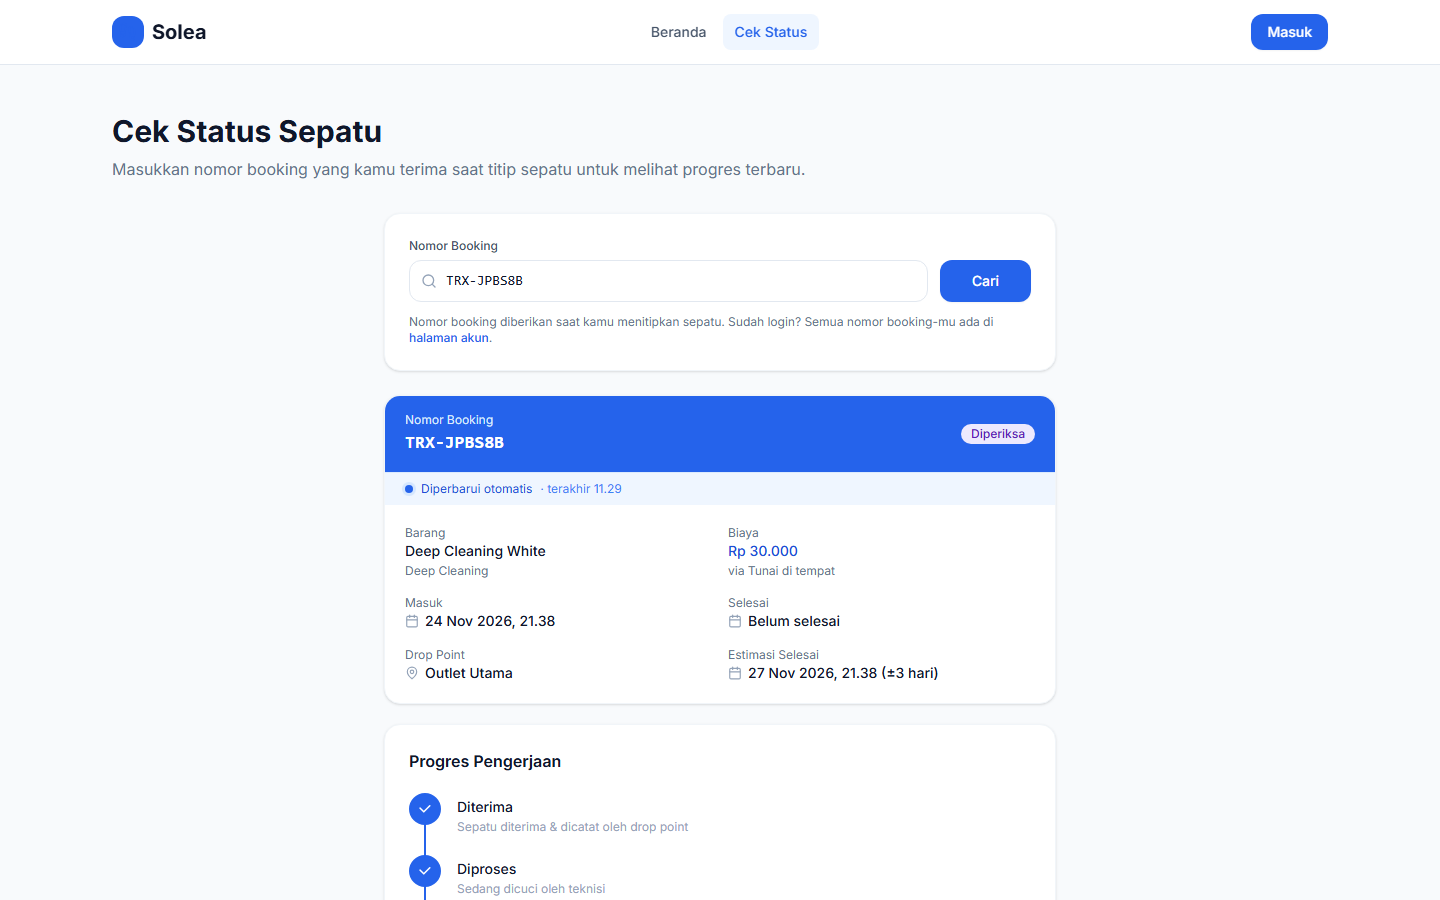 Solea
Beranda
Cek Status
Masuk
Cek Status Sepatu
Masukkan nomor booking yang kamu terima saat titip sepatu untuk melihat progres terbaru.
Nomor Booking
TRX-JPBS8B
Cari
Nomor booking diberikan saat kamu menitipkan sepatu. Sudah login? Semua nomor booking-mu ada di
halaman akun.
Nomor Booking
TRX-JPBS8B
Diperiksa
Diperbarui otomatis · terakhir 11.29
Barang
Deep Cleaning White
Deep Cleaning
Biaya
Rp 30.000
via Tunai di tempat
Masuk
24 Nov 2026, 21.38
Selesai
Belum selesai
Drop Point
Outlet Utama
Estimasi Selesai
27 Nov 2026, 21.38 (±3 hari)
Progres Pengerjaan
Diterima
Sepatu diterima & dicatat oleh drop point
Diproses
Sedang dicuci oleh teknisi